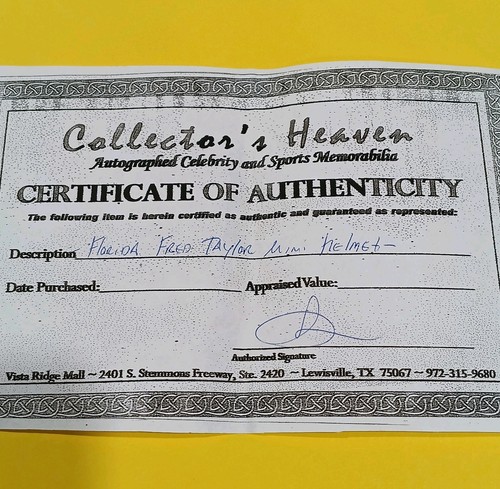 Collector's Heaven
Autographed Celebrity and Sports Memorabilia
CERTIFICATE OF AUTHENTICITY
The following item is herein certified as authentic and guaranteed as represented:
Description Florida Fred Taylor Mini Helmet
Date Purchased: Appraised Value:
Authorized Signature
Vista Ridge Mall ~ 2401 S. Stemmons Freeway, Ste. 2420 ~ Lewisville, TX 75067 ~ 972-315-9680